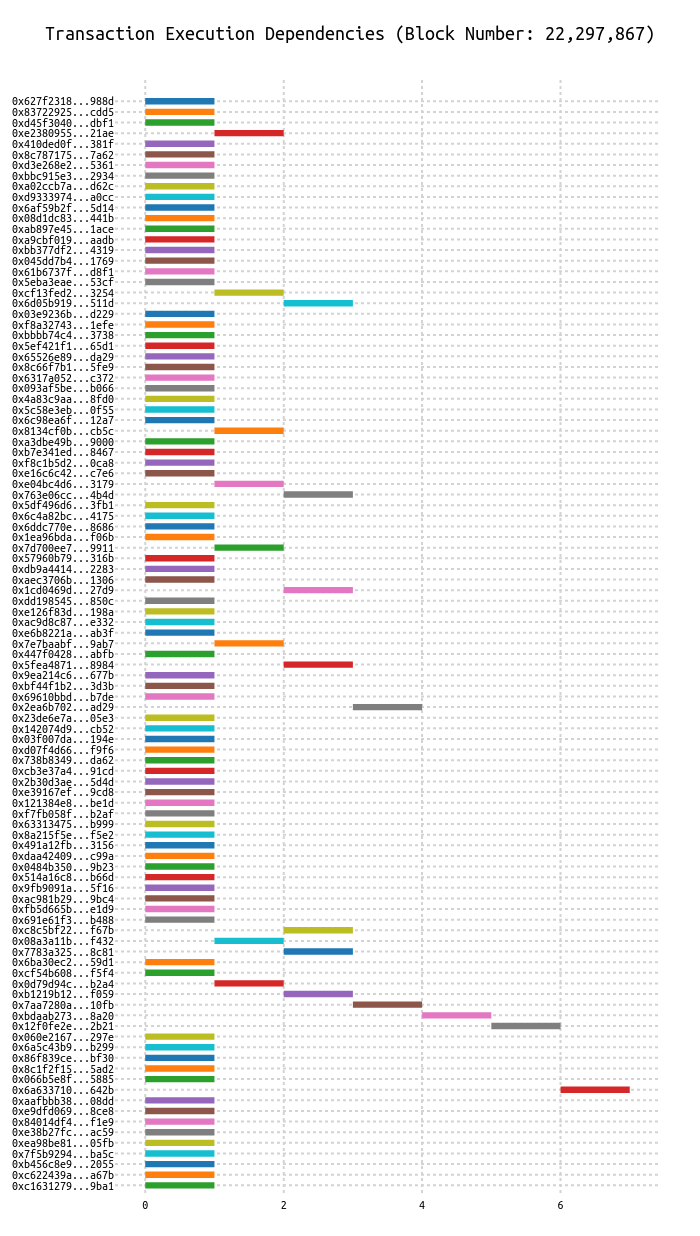 Transaction Execution Dependencies (Block Number: 22,297,867)
0x627f2318...988d
0x83722925...cdd5
0xd45f3040...dbf1
0xe2380955...21ae
0x410ded0f...381f
0x8c787175...7a62
0xd3e268e2...5361
0xbbc915e3...2934
0xa02ccb7a...d62c
0xd9333974...a0cc
0x6af59b2f...5d14
0x08d1dc83...441b
0xab897e45...1ace
0xa9cbf019...aadb
0xbb377df2...4319
0x045dd7b4...1769
0x61b6737f...d8f1
0x5eba3eae...53cf
0xcf13fed2...3254
0x6d05b919...511d
0x03e9236b...d229
0xf8a32743...1efe
0xbbbb74c4...3738
0x5ef421f1...65d1
0x65526e89...da29
0x8c66f7b1...5fe9
0x6317a052...c372
0x093af5be...b066
0x4a83c9aa...8fd0
0x5c58e3eb...0f55
0x6c98ea6f...12a7
0x8134cf0b...cb5c
0xa3dbe49b...9000
0xb7e341ed...8467
0xf8c1b5d2...0ca8
0xe16c6c42...c7e6
0xe04bc4d6...3179
0x763e06cc...4b4d
0x5df496d6...3fb1
0x6c4a82bc...4175
0x6ddc770e...8686
0x1ea96bda...f06b
0x7d700ee7...9911
0x57960b79...316b
0xdb9a4414...2283
0xaec3706b...1306
0x1cd0469d...27d9
0xdd198545...850c
0xe126f83d...198a
0xac9d8c87...e332
0xe6b8221a...ab3f
0x7e7baabf...9ab7
0x447f0428...abfb
0x5fea4871...8984
0x9ea214c6...677b
0xbf44f1b2...3d3b
0x69610bbd...b7de
0x2ea6b702...ad29
0x23de6e7a...05e3
0x142074d9...cb52
0x03f007da...194e
0xd07f4d66...f9f6
0x738b8349...da62
0xcb3e37a4...91cd
0x2b30d3ae...5d4d
0xe39167ef...9cd8
0x121384e8...be1d
0xf7fb058f...b2af
0x63313475...b999
0x8a215f5e...f5e2
0x491a12fb...3156
0xdaa42409...c99a
0x0484b350...9b23
0x514a16c8...b66d
0x9fb9091a...5f16
0xac981b29...9bc4
0xfb5d665b...e1d9
0x691e61f3...b488
0xc8c5bf22...f67b
0x08a3a11b...f432
0x7783a325...8c81
0x6ba30ec2...59d1
0xcf54b608...f5f4
0x0d79d94c...b2a4
0xb1219b12...f059
0x7aa7280a...10fb
0xbdaab273...8a20
0x12f0fe2e...2b21
0x060e2167...297e
0x6a5c43b9...b299
0x86f839ce...bf30
0x8c1f2f15...5ad2
0x066b5e8f...5885
0x6a633710...642b
0xaafbbb38...08dd
0xe9dfd069...8ce8
0x84014df4...f1e9
0xe38b27fc...ac59
0xea98be81...05fb
0x7f5b9294...ba5c
0xb456c8e9...2055
0xc622439a...a67b
0xc1631279...9ba1
0 2 4 6